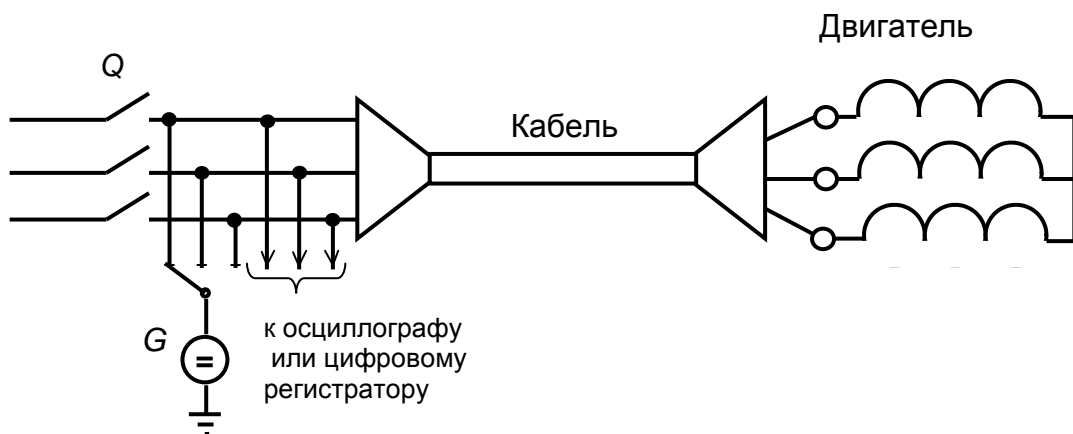 Двигатель
Q
Кабель
G
=
к осциллографу
или цифровому
регистратору